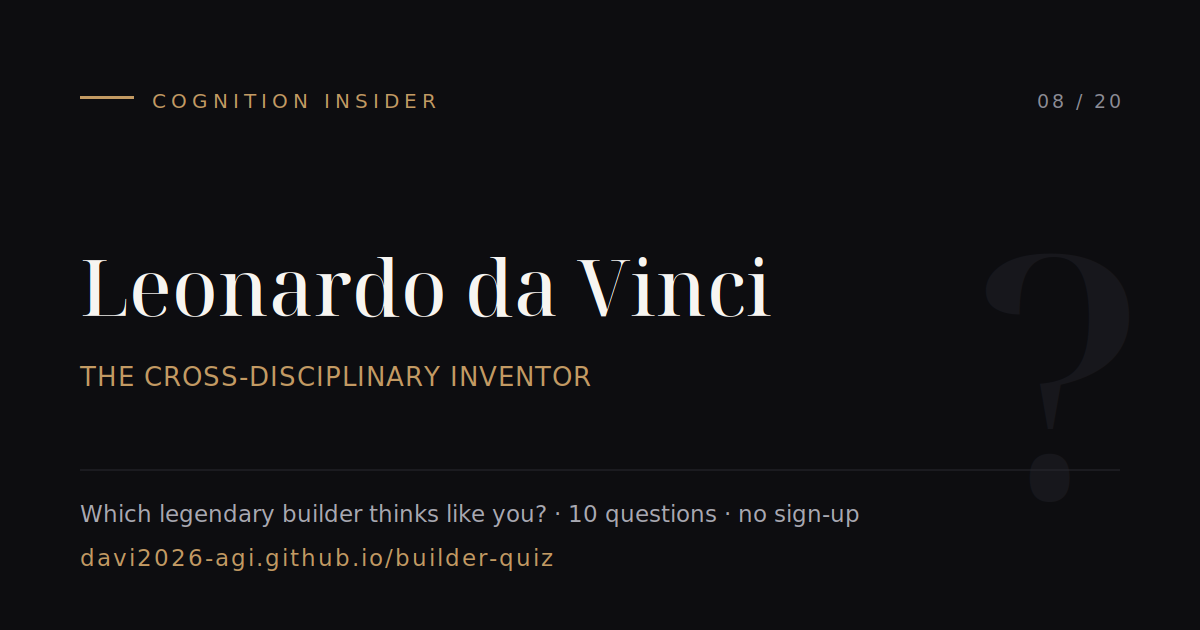 COGNITION INSIDER
08 / 20
Leonardo da Vinci
THE CROSS-DISCIPLINARY INVENTOR
?
Which legendary builder thinks like you? · 10 questions · no sign-up
davi2026-agi.github.io/builder-quiz